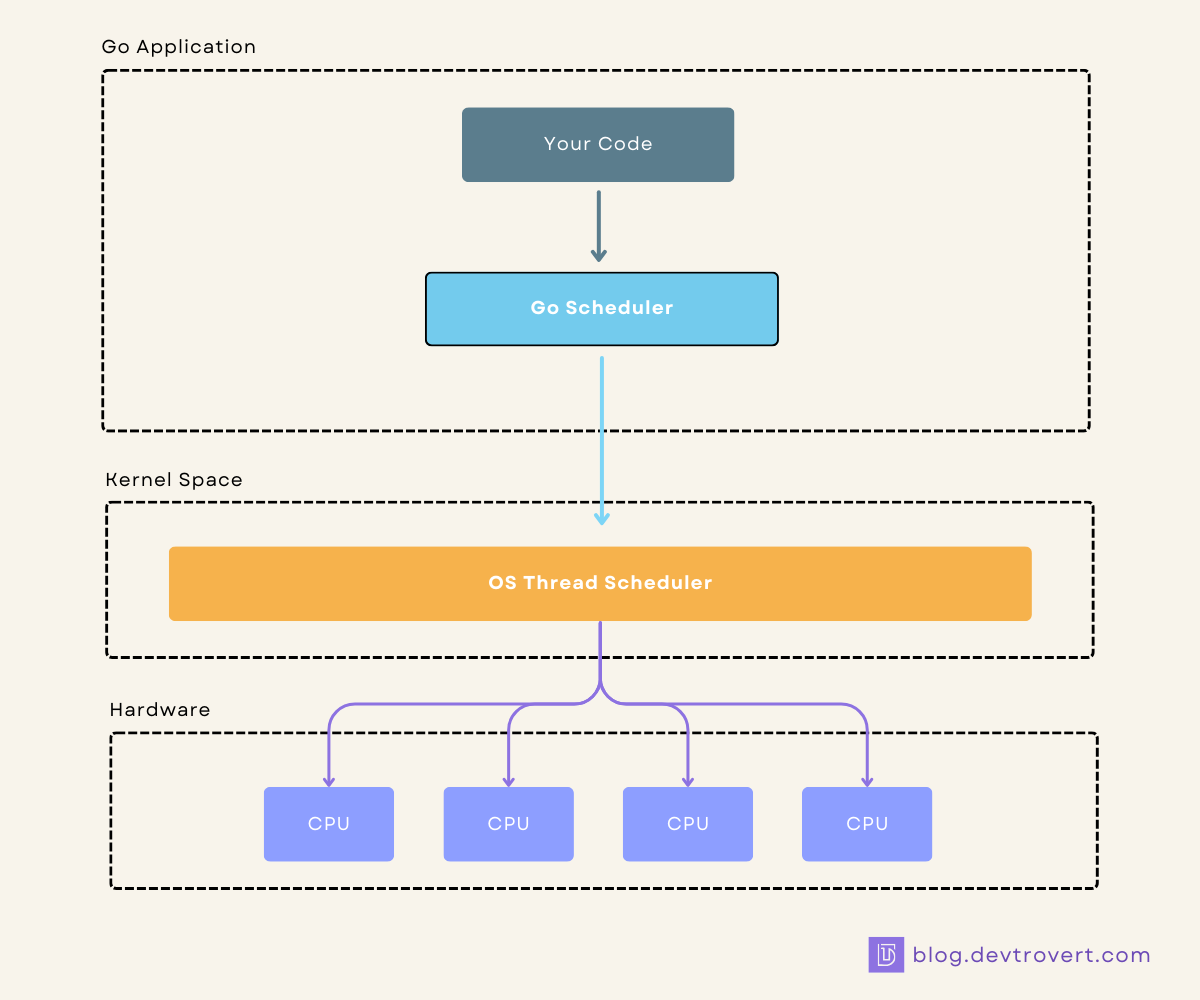 Go Application
Your Code
Go Scheduler
Kernel Space
OS Thread Scheduler
Hardware
CPU
CPU
CPU
CPU
blog.devtrovert.com